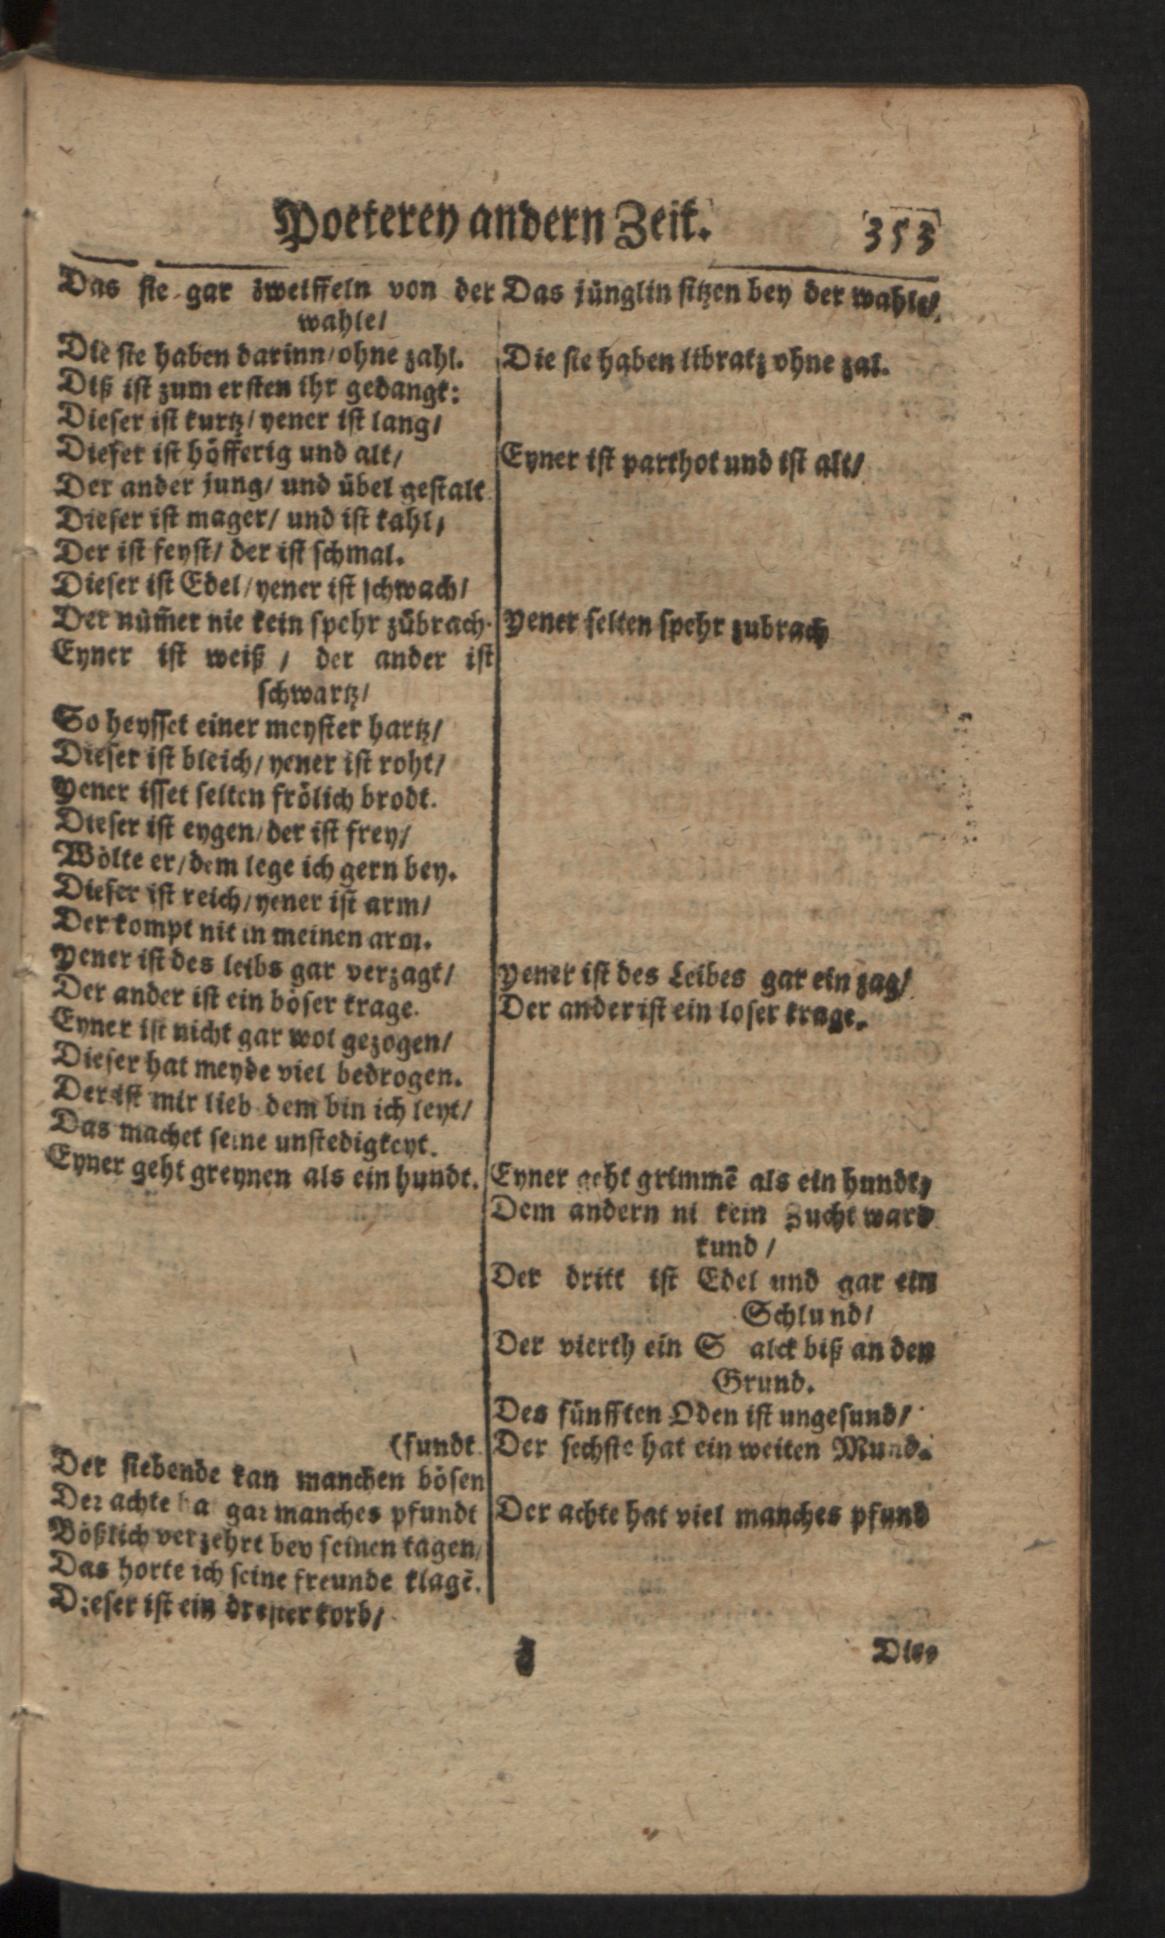 Poeterey andern Zeit. 353
Das sie gar zweiffeln von der
wahle/
Die sie haben darinn/ohne zahl.
Diß ist zum ersten ihr gedangk:
Dieser ist kurtz/ yener ist lang/
Dieser ist höfferig und alt/
Der ander jung/ und übel gestalt
Dieser ist mager/ und ist kahl/
Der ist feyst/ der ist schmal.
Dieser ist Edel/yener ist schwach/
Der num̄er nie kein spehr zübrach.
Eyner ist weiß / der ander ist
schwartz/
So heysset einer meyster hartz/
Dieser ist bleich/ yener ist roht/
Yener isset selten frölich brodt.
Dieser ist eygen/der ist frey/
Wölte er/dem lege ich gern bey.
Dieser ist reich/yener ist arm/
Der kompt nit in meinen arm.
Yener ist des leibs gar verzagt/
Der ander ist ein böser krage.
Eyner ist nicht gar wol gezogen/
Dieser hat meyde viel bedrogen.
Der ist mir lieb dem bin ich leyt/
Das machet seine unstedigkeyt.
Eyner geht greynen als ein hundt.
(fundt
Der siebende kan manchen bösen
Der achte ha gar manches pfundt
Bößlich verzehrt bey seinen tagen/
Das horte ich seine freunde klagē.
Dieser ist ein dreyer korb/
Das jünglin sitzen bey der wahle/
Die sie haben libratz ohne zal.
Eyner ist parthot und ist alt/
Yener selten spehr zubrach
Yener ist des Leibes gar ein zag/
Der ander ist ein loser krage.
Eyner geht grimmē als ein hundt/
Dem andern ni kein Zucht ward
kund /
Der dritt ist Edel und gar ein
Schlund/
Der vierth ein S alck biß an den
Grund.
Des fünfften Oden ist ungesund/
Der sechste hat ein weiten Mund.
Der achte hat viel manches pfund